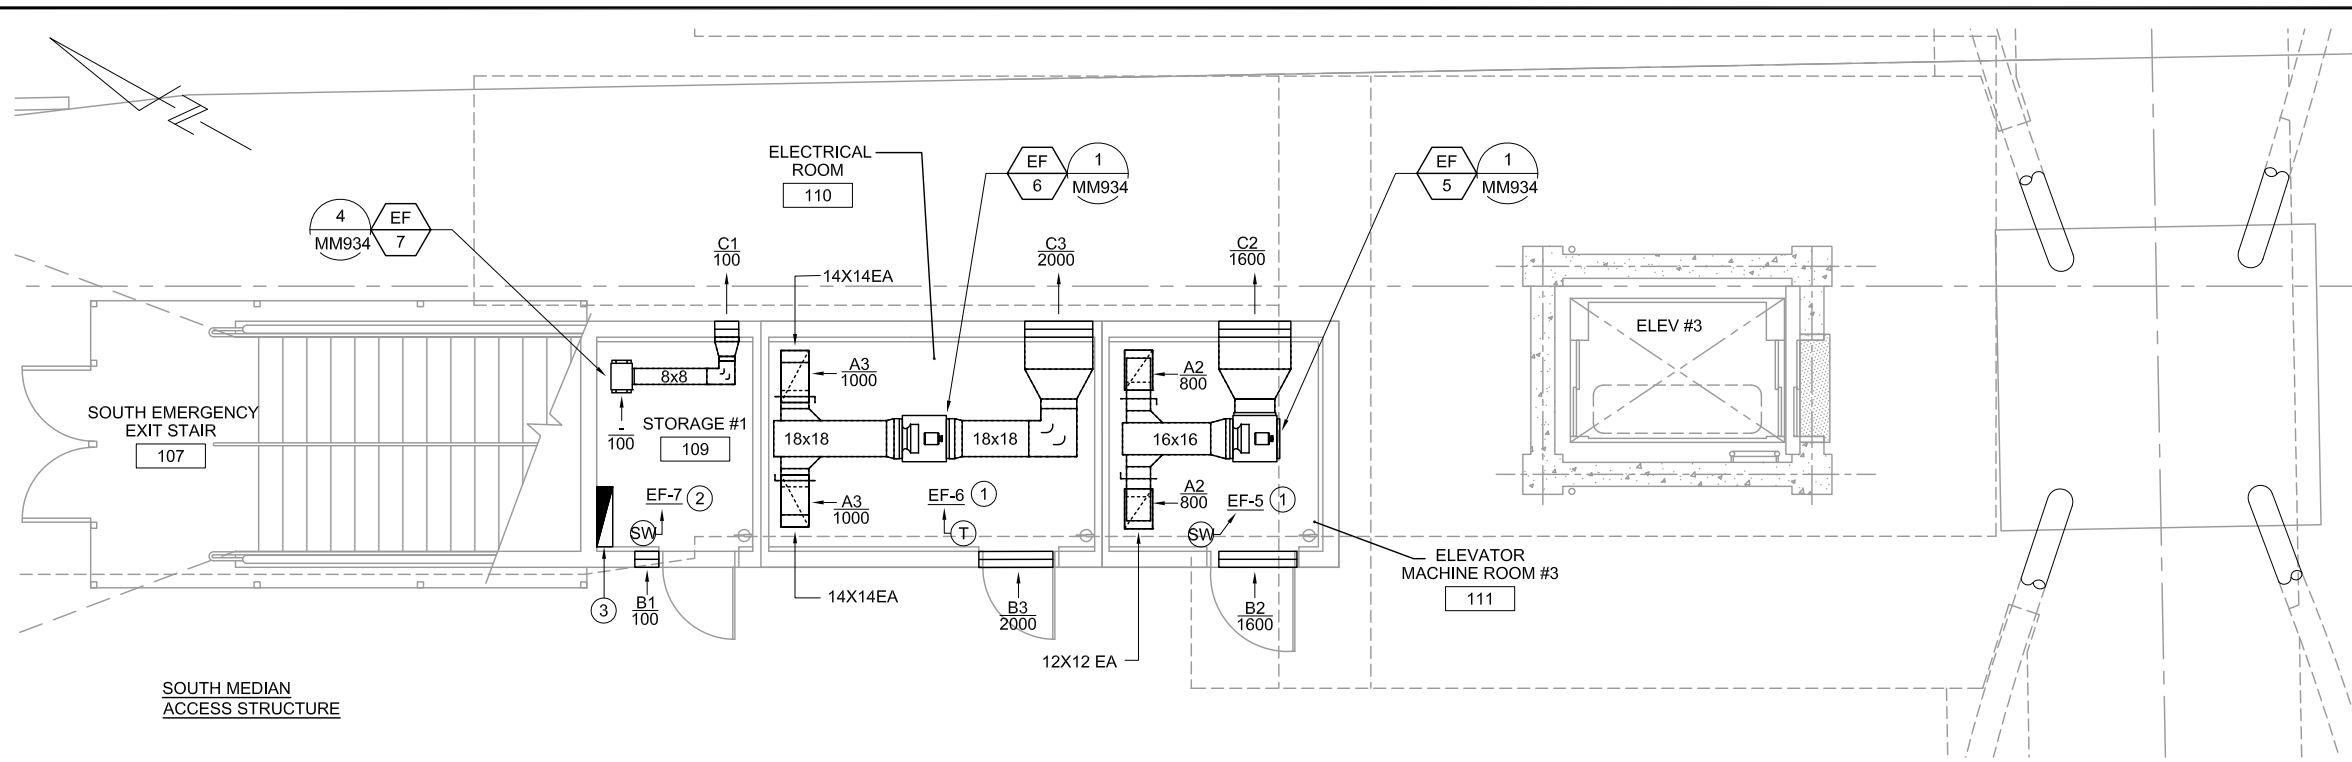 ELECTRICAL
ROOM
110
EF
6
1
MM934
EF
5
1
MM934
4
MM934
EF
7
C1
100
C3
2000
C2
1600
14X14EA
ELEV #3
8x8
A3
1000
A2
800
SOUTH EMERGENCY
EXIT STAIR
107
-
100
STORAGE #1
109
18x18
18x18
16x16
EF-7
2
SW
A3
1000
EF-6
1
T
A2
800
EF-5
1
SW
ELEVATOR
MACHINE ROOM #3
111
3
B1
100
14X14EA
B3
2000
B2
1600
12X12 EA
SOUTH MEDIAN
ACCESS STRUCTURE